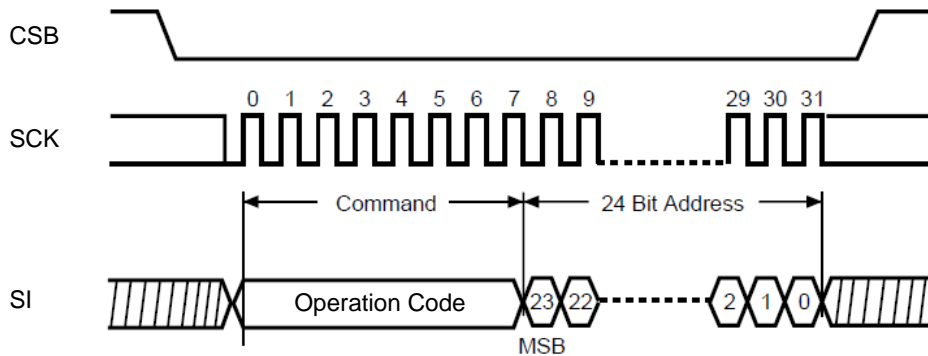 CSB
0 1 2 3 4 5 6 7 8 9 29 30 31
SCK
Command 24 Bit Address
SI Operation Code 23 22 2 1 0
MSB